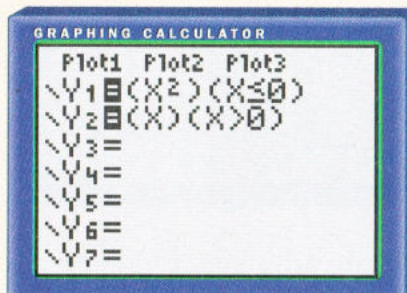 GRAPHING CALCULATOR
Plot1 Plot2 Plot3
\Y1=(X²)(X≤0)
\Y2=(X)(X>0)
\Y3=
\Y4=
\Y5=
\Y6=
\Y7=